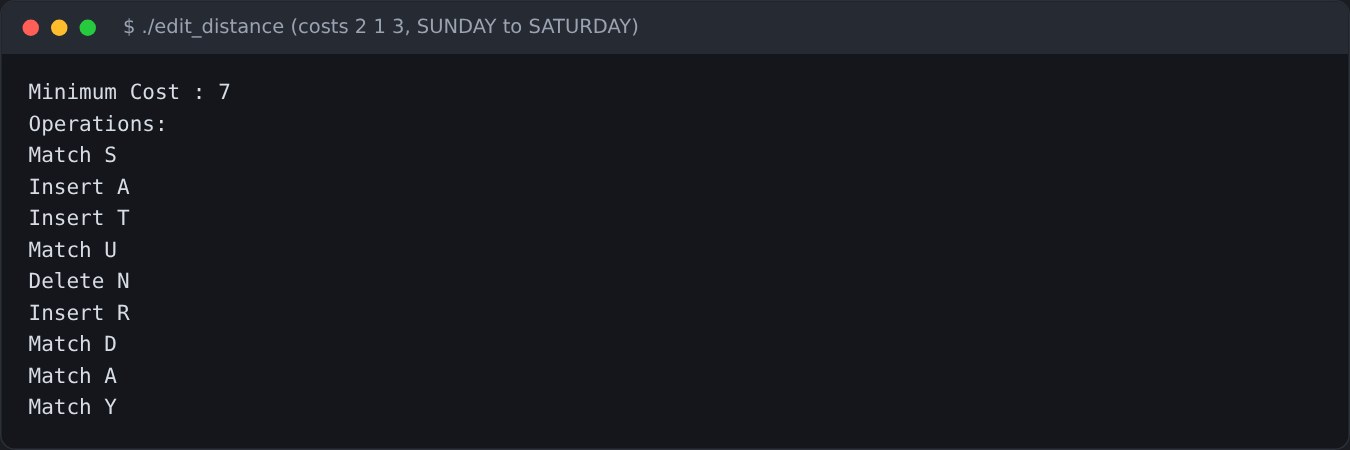 $ ./edit_distance (costs 2 1 3, SUNDAY to SATURDAY)
Minimum Cost : 7
Operations:
Match S
Insert A
Insert T
Match U
Delete N
Insert R
Match D
Match A
Match Y